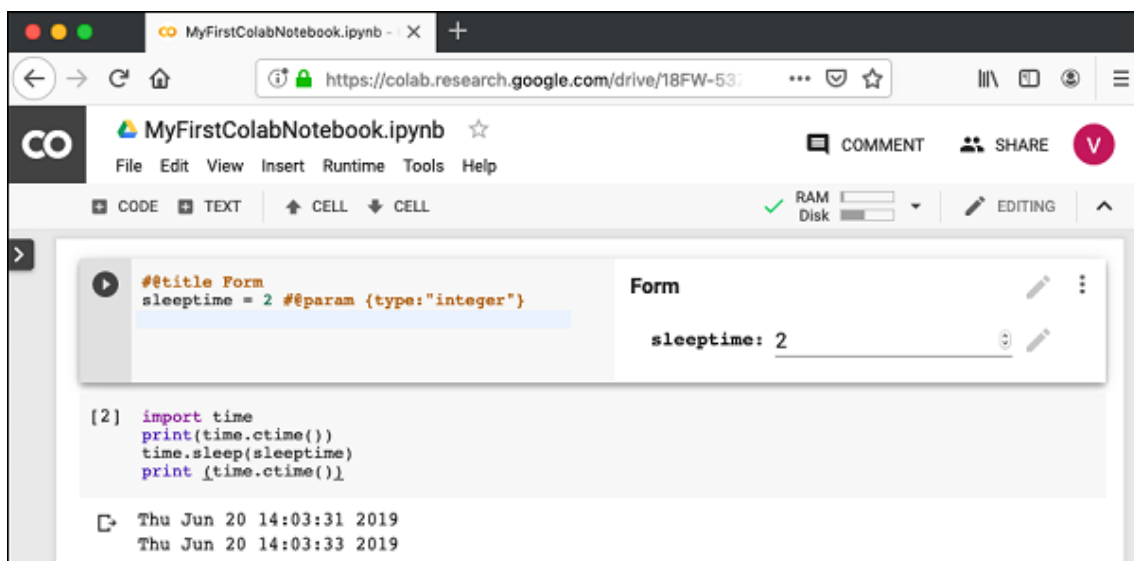 MyFirstColabNotebook.ipynb -
https://colab.research.google.com/drive/18FW-53
CO
MyFirstColabNotebook.ipynb
COMMENT
SHARE
V
File Edit View Insert Runtime Tools Help
CODE TEXT CELL CELL
RAM
Disk
EDITING
#@title Form
sleeptime = 2 #@param {type:"integer"}
Form
sleeptime: 2
[2] import time
print(time.ctime())
time.sleep(sleeptime)
print (time.ctime())
Thu Jun 20 14:03:31 2019
Thu Jun 20 14:03:33 2019